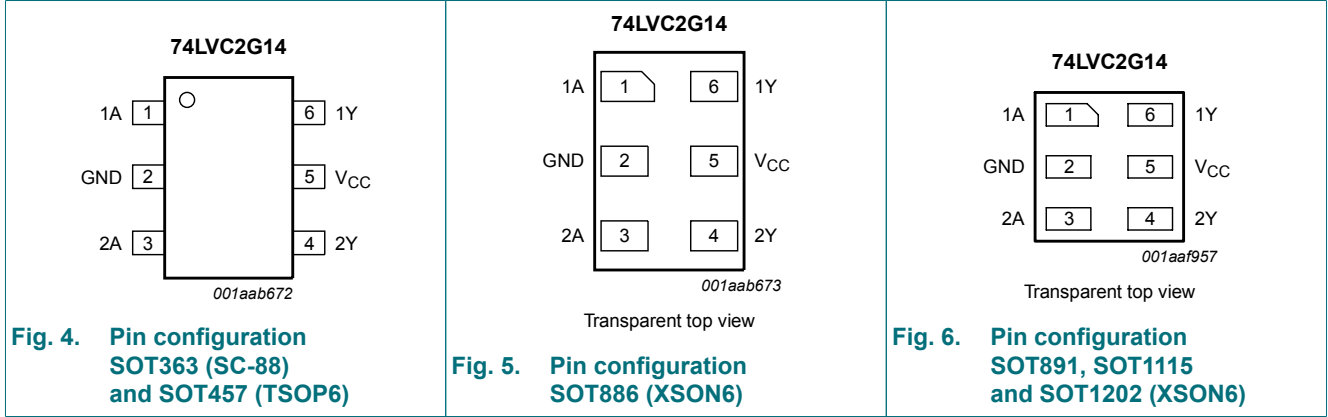 74LVC2G14
1A 1 6 1Y
GND 2 5 VCC
2A 3 4 2Y
001aab672
Fig. 4. Pin configuration
SOT363 (SC-88)
and SOT457 (TSOP6)
74LVC2G14
1A 1 6 1Y
GND 2 5 VCC
2A 3 4 2Y
001aab673
Transparent top view
Fig. 5. Pin configuration
SOT886 (XSON6)
74LVC2G14
1A 1 6 1Y
GND 2 5 VCC
2A 3 4 2Y
001aaf957
Transparent top view
Fig. 6. Pin configuration
SOT891, SOT1115
and SOT1202 (XSON6)